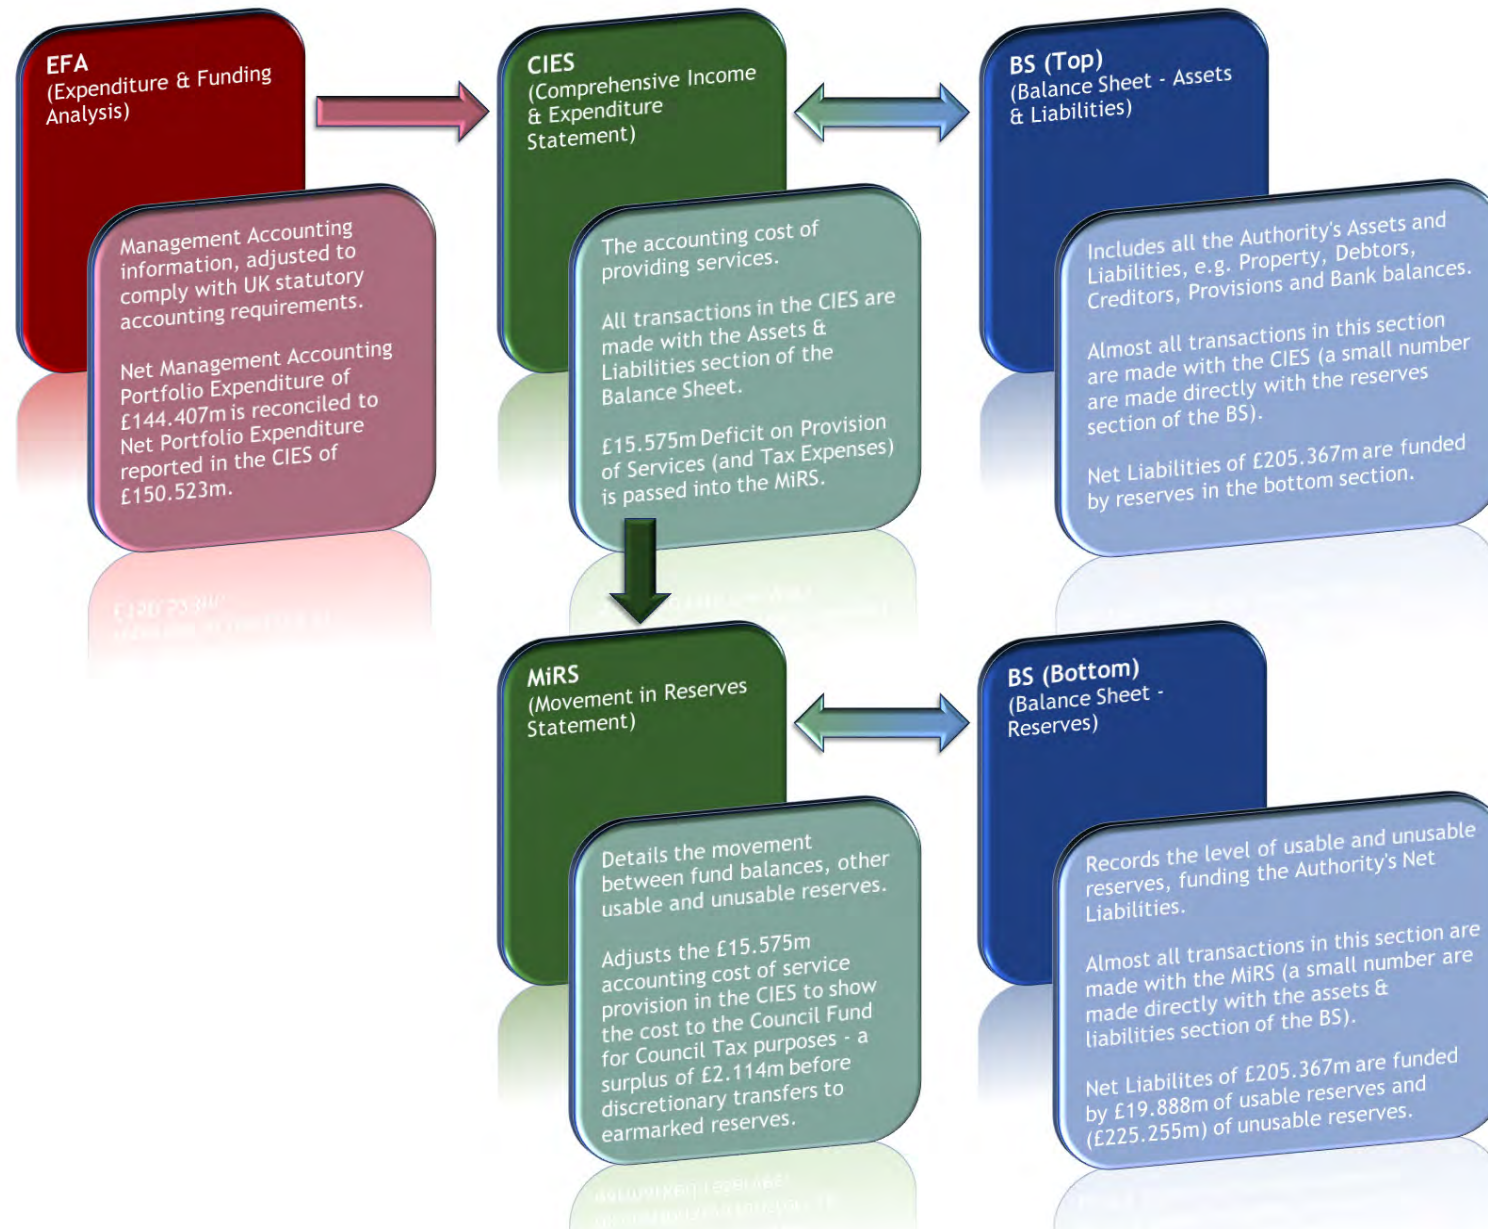 EFA
(Expenditure & Funding
Analysis)
Management Accounting
information, adjusted to
comply with UK statutory
accounting requirements.
Net Management Accounting
Portfolio Expenditure of
£144.407m is reconciled to
Net Portfolio Expenditure
reported in the CIES of
£150.523m.
CIES
(Comprehensive Income
& Expenditure
Statement)
The accounting cost of
providing services.
All transactions in the CIES are
made with the Assets &
Liabilities section of the
Balance Sheet.
£15.575m Deficit on Provision
of Services (and Tax Expenses)
is passed into the MiRS.
BS (Top)
(Balance Sheet - Assets
& Liabilities)
Includes all the Authority's Assets and
Liabilities, e.g. Property, Debtors,
Creditors, Provisions and Bank balances.
Almost all transactions in this section
are made with the CIES (a small number
are made directly with the reserves
section of the BS).
Net Liabilities of £205.367m are funded
by reserves in the bottom section.
MiRS
(Movement in Reserves
Statement)
Details the movement
between fund balances, other
usable and unusable reserves.
Adjusts the £15.575m
accounting cost of service
provision in the CIES to show
the cost to the Council Fund
for Council Tax purposes - a
surplus of £2.114m before
discretionary transfers to
earmarked reserves.
BS (Bottom)
(Balance Sheet -
Reserves)
Records the level of usable and unusable
reserves, funding the Authority's Net
Liabilities.
Almost all transactions in this section are
made with the MiRS (a small number are
made directly with the assets &
liabilities section of the BS).
Net Liabilites of £205.367m are funded
by £19.888m of usable reserves and
(£225.255m) of unusable reserves.